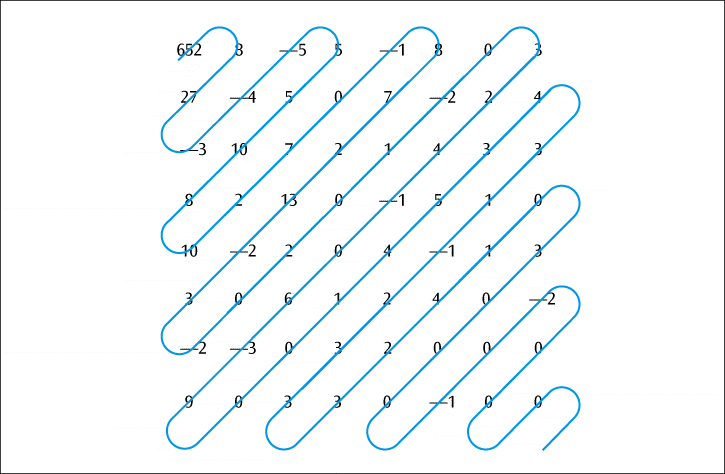 652 3 —5 5 —1 8 0 3
27 —4 5 0 7 —2 2 4
—3 10 7 2 1 4 3 3
8 2 13 0 —1 5 1 0
10 —2 2 0 4 —1 1 3
3 0 6 1 2 4 0 —2
—2 —3 0 3 2 0 0 0
9 0 3 3 0 —1 0 0